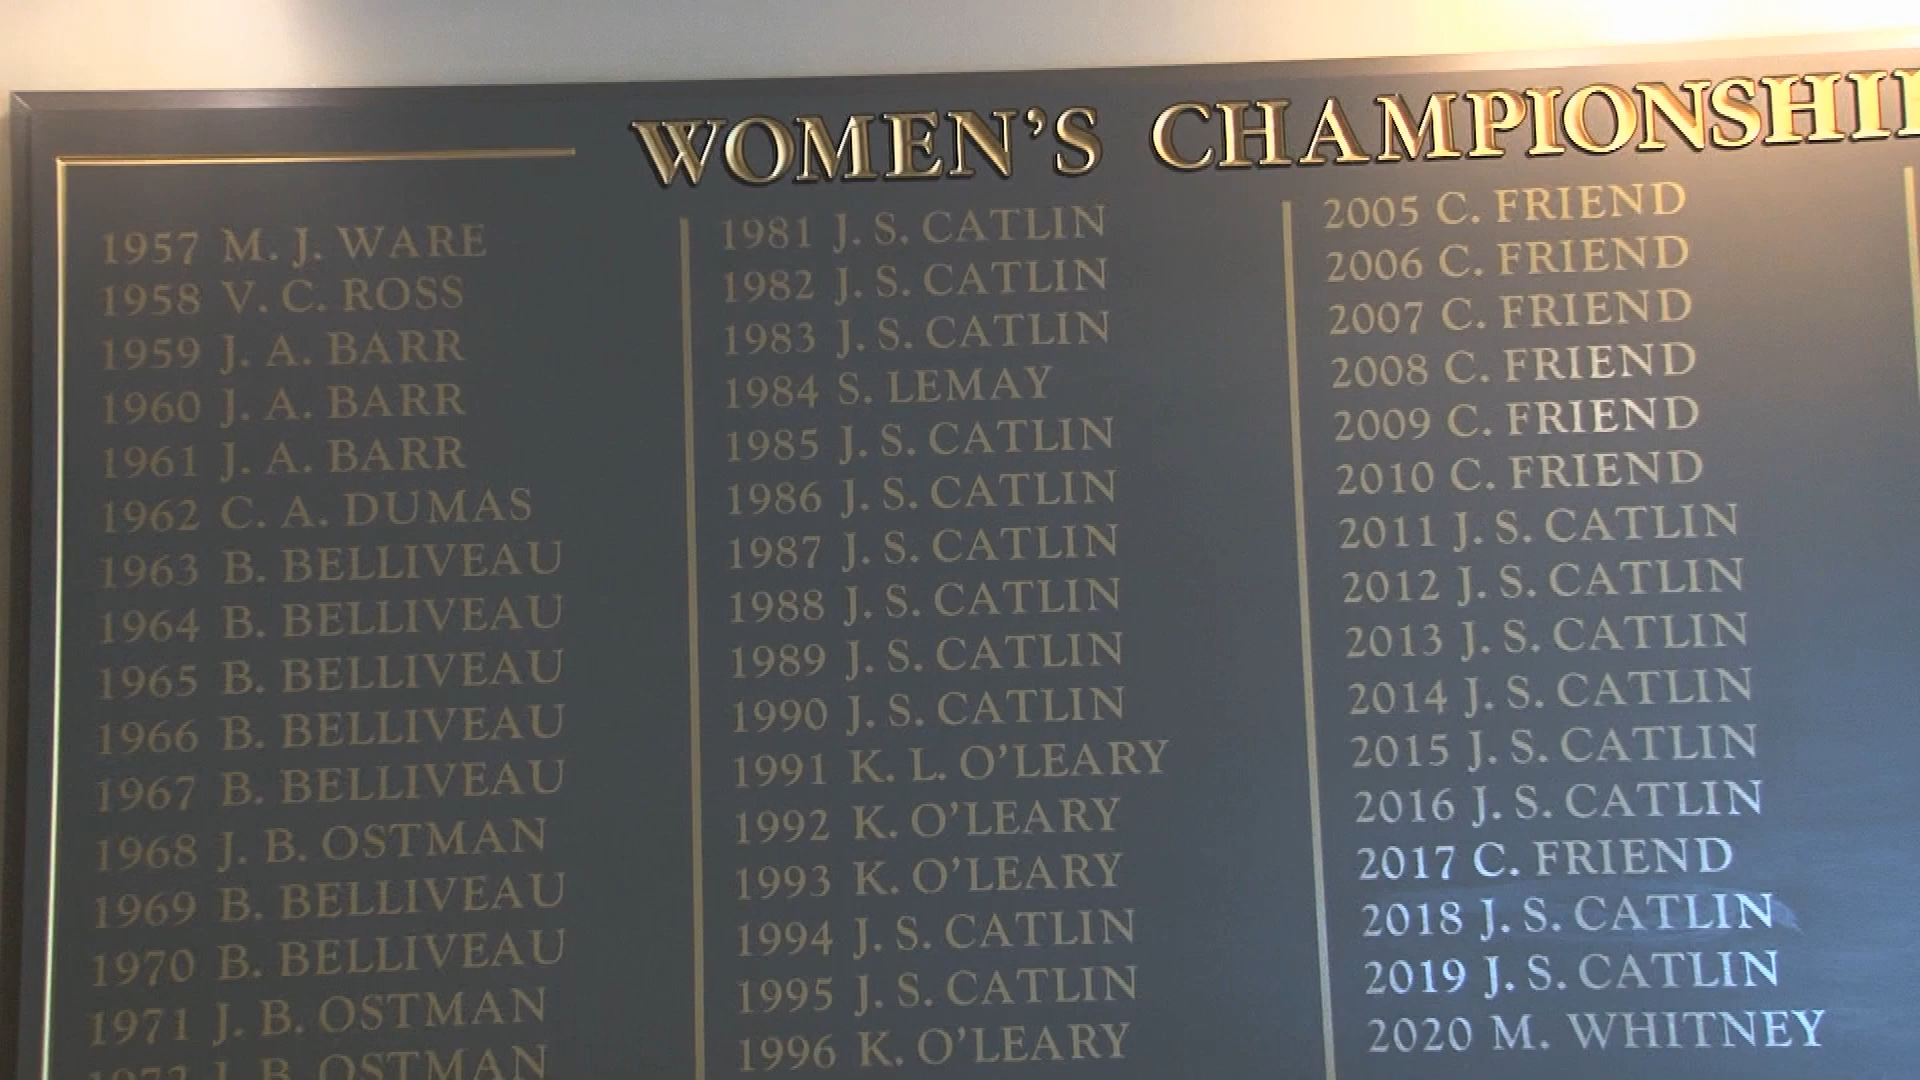 WOMEN'S CHAMPIONSHIP
1957 M. J. WARE
1958 V. C. ROSS
1959 J. A. BARR
1960 J. A. BARR
1961 J. A. BARR
1962 C. A. DUMAS
1963 B. BELLIVEAU
1964 B. BELLIVEAU
1965 B. BELLIVEAU
1966 B. BELLIVEAU
1967 B. BELLIVEAU
1968 J. B. OSTMAN
1969 B. BELLIVEAU
1970 B. BELLIVEAU
1971 J. B. OSTMAN
1972 J. B. OSTMAN
1981 J. S. CATLIN
1982 J. S. CATLIN
1983 J. S. CATLIN
1984 S. LEMAY
1985 J. S. CATLIN
1986 J. S. CATLIN
1987 J. S. CATLIN
1988 J. S. CATLIN
1989 J. S. CATLIN
1990 J. S. CATLIN
1991 K. L. O'LEARY
1992 K. O'LEARY
1993 K. O'LEARY
1994 J. S. CATLIN
1995 J. S. CATLIN
1996 K. O'LEARY
2005 C. FRIEND
2006 C. FRIEND
2007 C. FRIEND
2008 C. FRIEND
2009 C. FRIEND
2010 C. FRIEND
2011 J. S. CATLIN
2012 J. S. CATLIN
2013 J. S. CATLIN
2014 J. S. CATLIN
2015 J. S. CATLIN
2016 J. S. CATLIN
2017 C. FRIEND
2018 J. S. CATLIN
2019 J. S. CATLIN
2020 M. WHITNEY